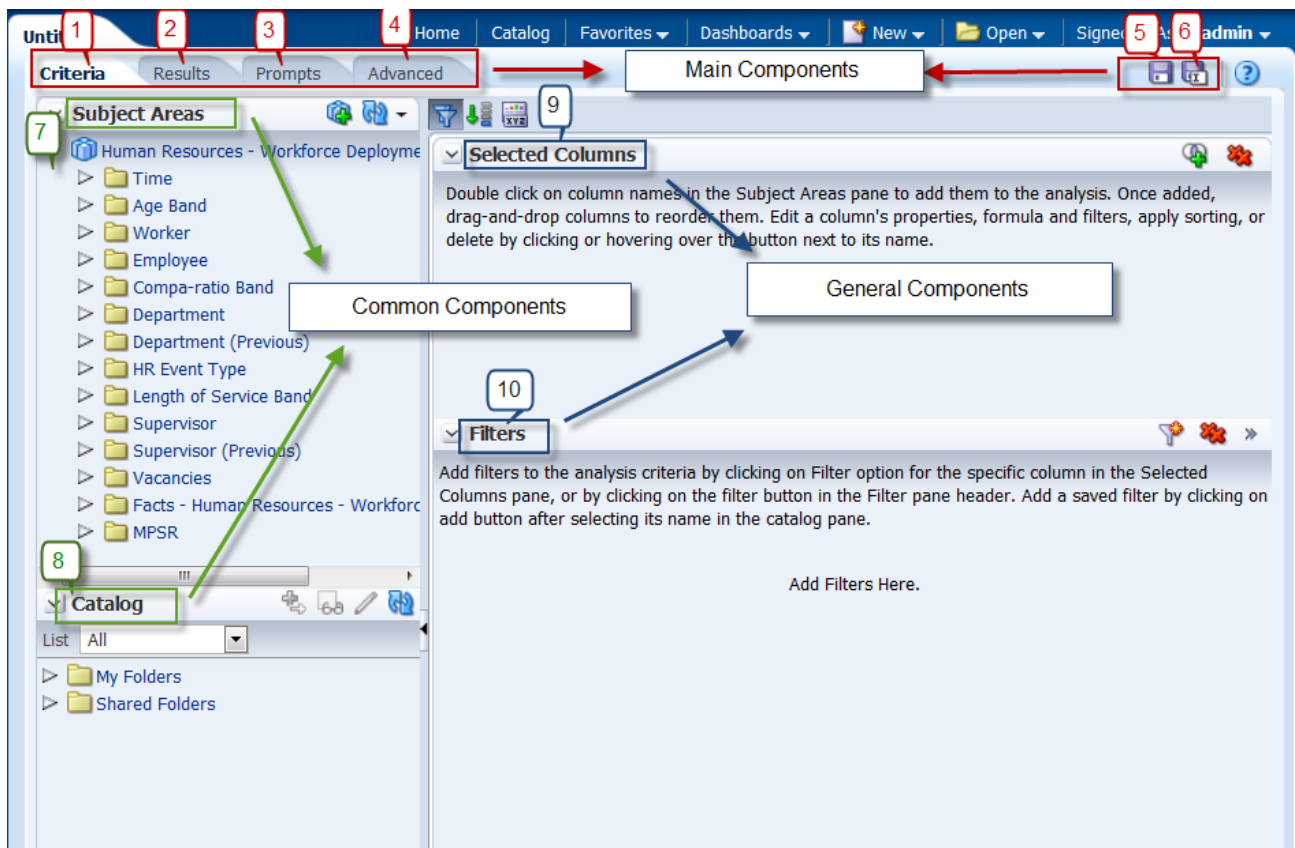 1 2 3 4 5 6
Untit Home Catalog Favorites Dashboards New Open Signed As admin
Criteria Results Prompts Advanced Main Components
7 Subject Areas 9
Human Resources - Workforce Deployme Selected Columns
Time
Age Band
Worker
Employee
Compa-ratio Band
Department
Department (Previous)
HR Event Type
Length of Service Band
Supervisor
Supervisor (Previous)
Vacancies
Facts - Human Resources - Workforc
MPSR
Double click on column names in the Subject Areas pane to add them to the analysis. Once added,
drag-and-drop columns to reorder them. Edit a column's properties, formula and filters, apply sorting, or
delete by clicking or hovering over the button next to its name.
Common Components
General Components
10
Filters
Add filters to the analysis criteria by clicking on Filter option for the specific column in the Selected
Columns pane, or by clicking on the filter button in the Filter pane header. Add a saved filter by clicking on
add button after selecting its name in the catalog pane.
Add Filters Here.
8
Catalog
List All
My Folders
Shared Folders